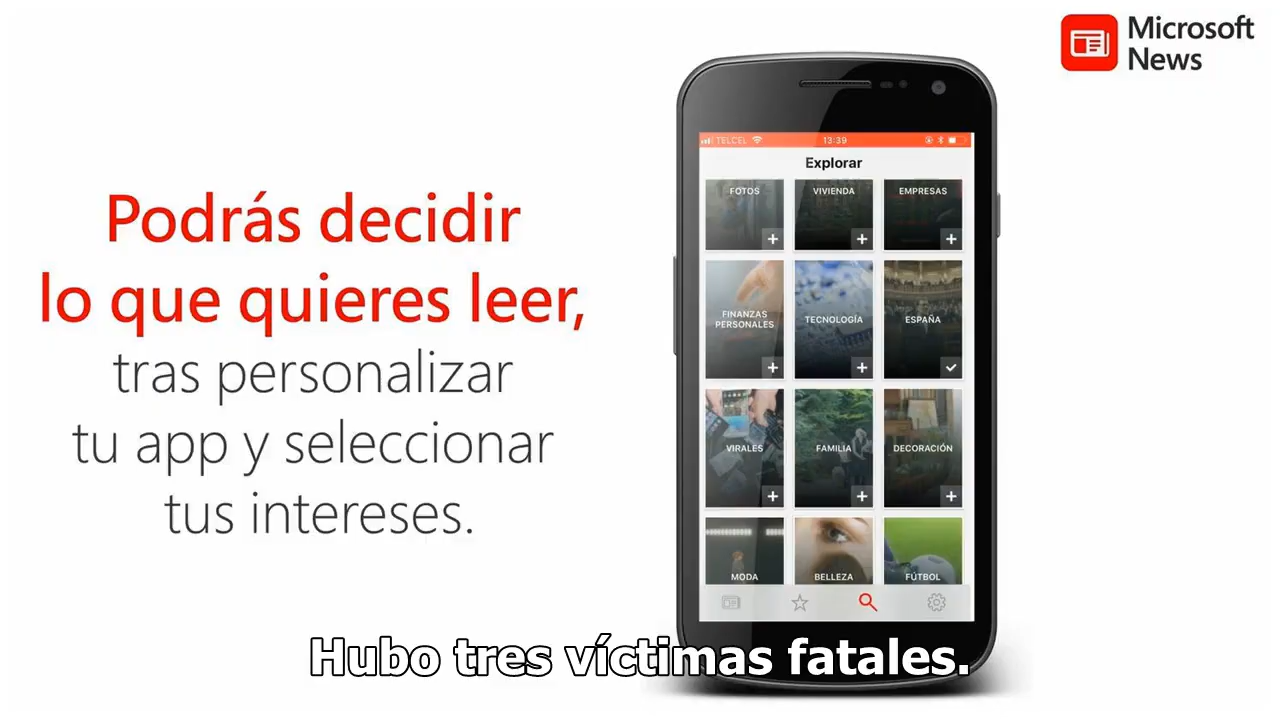 Microsoft
News
TELCEL 13:39
Explorar
FOTOS VIVIENDA EMPRESAS
FINANZAS
PERSONALES TECNOLOGÍA ESPAÑA
VIRALES FAMILIA DECORACIÓN
MODA BELLEZA FÚTBOL
Podrás decidir
lo que quieres leer,
tras personalizar
tu app y seleccionar
tus intereses.
Hubo tres víctimas fatales.